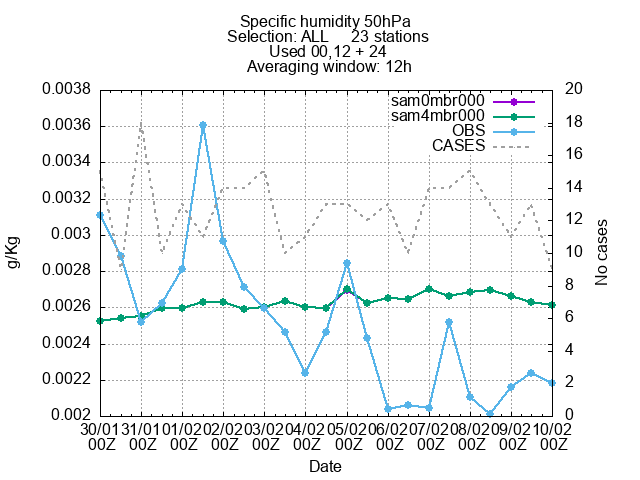 Specific humidity 50hPa
Selection: ALL 23 stations
Used 00,12 + 24
Averaging window: 12h
sam0mbr000
sam4mbr000
OBS
CASES
0.0038
0.0036
0.0034
0.0032
0.003
0.0028
0.0026
0.0024
0.0022
0.002
g/Kg
20
18
16
14
12
10
8
6
4
2
0
No cases
30/01 31/01 01/02 02/02 03/02 04/02 05/02 06/02 07/02 08/02 09/02 10/02
00Z 00Z 00Z 00Z 00Z 00Z 00Z 00Z 00Z 00Z 00Z 00Z
Date